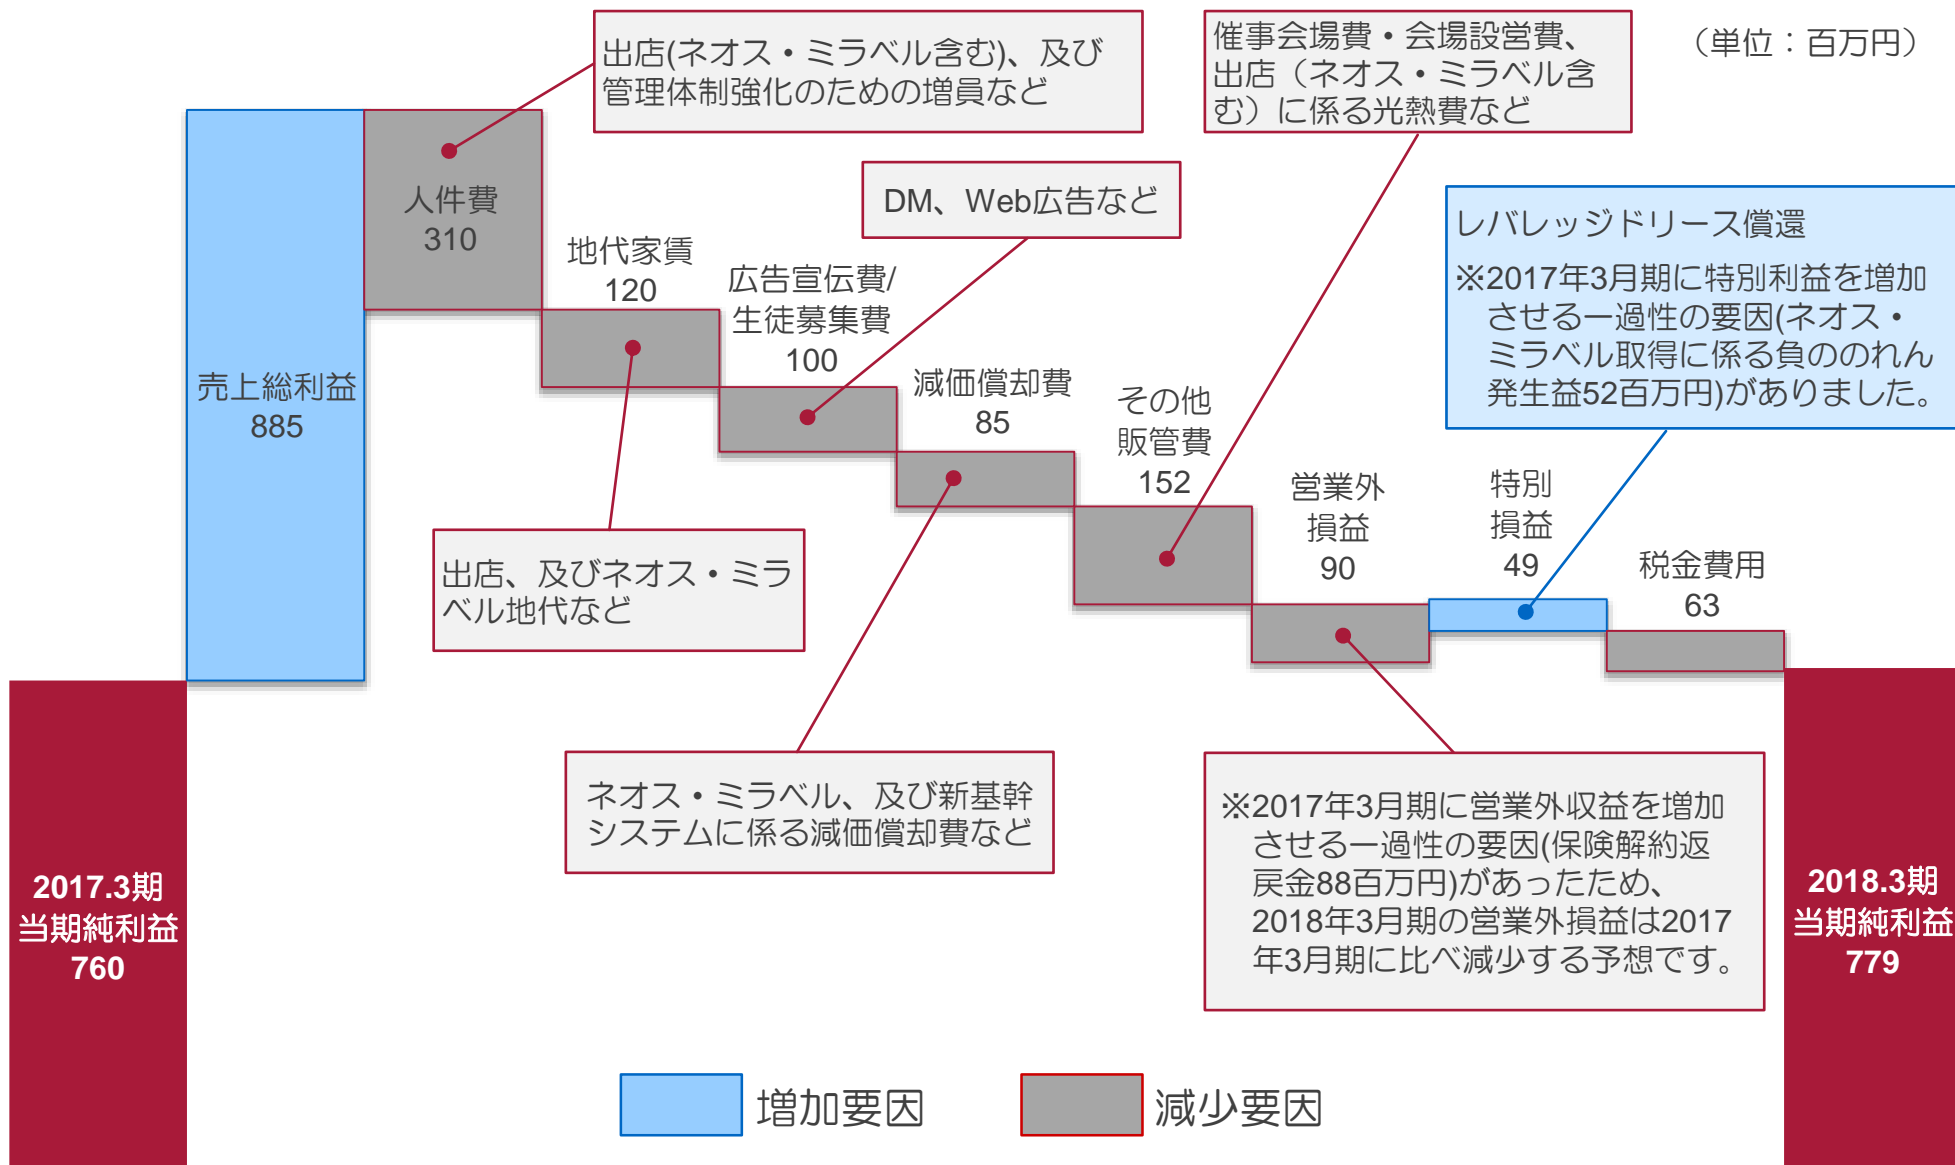 （単位：百万円）
出店(ネオス・ミラベル含む)、及び
管理体制強化のための増員など
催事会場費・会場設営費、
出店（ネオス・ミラベル含
む）に係る光熱費など
DM、Web広告など
レバレッジドリース償還
※2017年3月期に特別利益を増加
させる一過性の要因(ネオス・
ミラベル取得に係る負ののれん
発生益52百万円)がありました。
売上総利益
885
人件費
310
地代家賃
120
広告宣伝費/
生徒募集費
100
減価償却費
85
その他
販管費
152
営業外
損益
90
特別
損益
49
税金費用
63
出店、及びネオス・ミラ
ベル地代など
ネオス・ミラベル、及び新基幹
システムに係る減価償却費など
※2017年3月期に営業外収益を増加
させる一過性の要因(保険解約返
戻金88百万円)があったため、
2018年3月期の営業外損益は2017
年3月期に比べ減少する予想です。
2017.3期
当期純利益
760
2018.3期
当期純利益
779
増加要因
減少要因